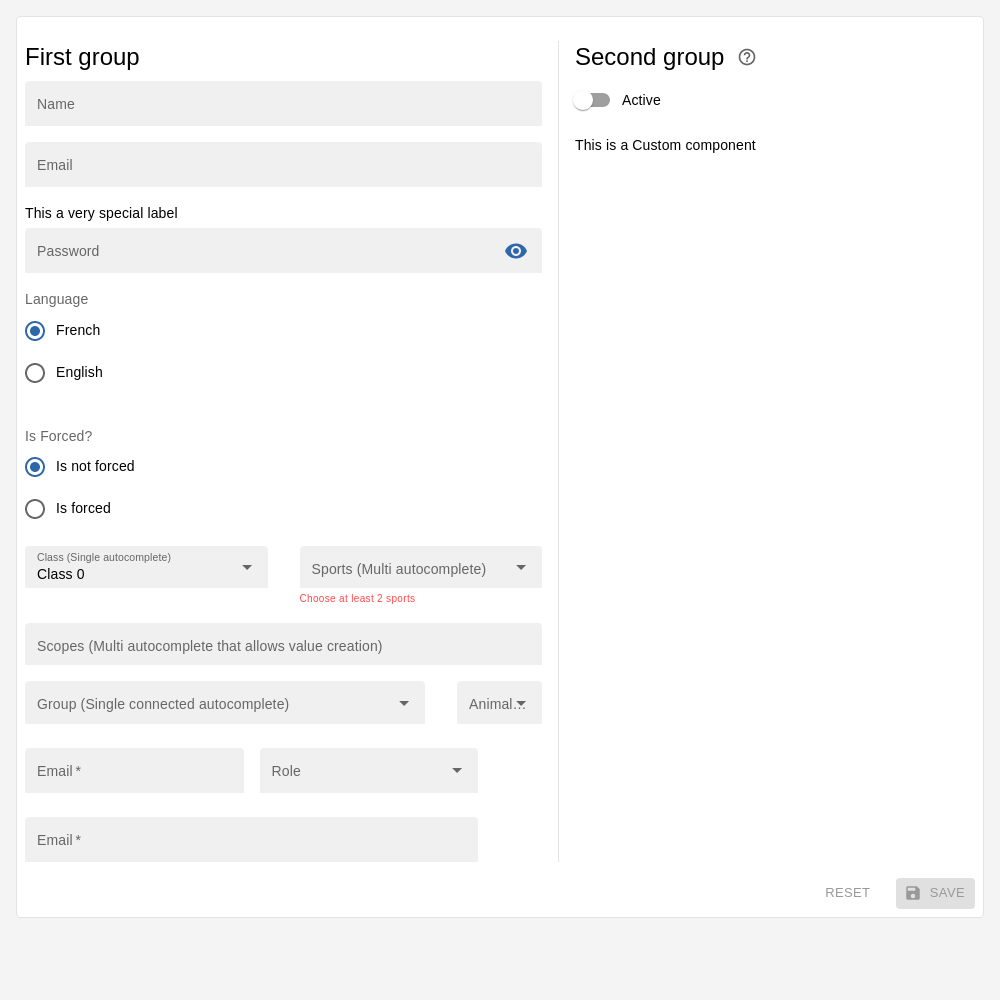 First group
Name
Email
This a very special label
Password
Language
French
English
Is Forced?
Is not forced
Is forced
Class (Single autocomplete)
Class 0
Sports (Multi autocomplete)
Choose at least 2 sports
Scopes (Multi autocomplete that allows value creation)
Group (Single connected autocomplete)
Animal...
Email *
Role
Email *
Second group
Active
This is a Custom component
RESET
SAVE